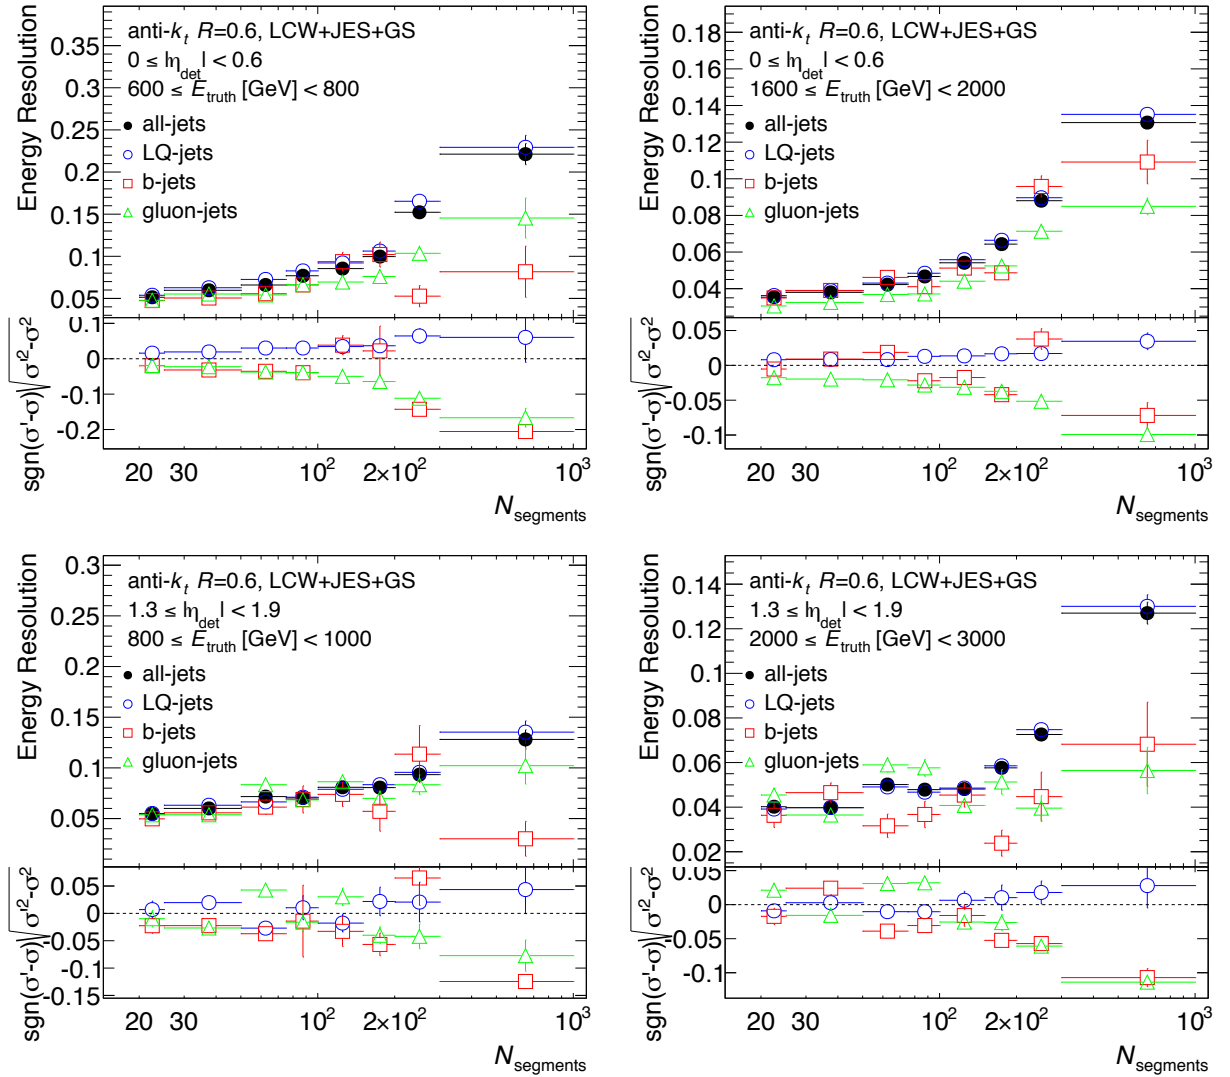 Energy Resolution
anti-kₜ R=0.6, LCW+JES+GS
0 ≤ |η_det| < 0.6
600 ≤ E_truth [GeV] < 800
all-jets
LQ-jets
b-jets
gluon-jets
0.35
0.3
0.25
0.2
0.15
0.1
0.05
sgn(σ'-σ)√σ'²-σ²
0.1
0
-0.1
-0.2
20 30 10² 2×10² 10³
N_segments
Energy Resolution
anti-kₜ R=0.6, LCW+JES+GS
0 ≤ |η_det| < 0.6
1600 ≤ E_truth [GeV] < 2000
all-jets
LQ-jets
b-jets
gluon-jets
0.18
0.16
0.14
0.12
0.1
0.08
0.06
0.04
sgn(σ'-σ)√σ'²-σ²
0.05
0
-0.05
-0.1
20 30 10² 2×10² 10³
N_segments
Energy Resolution
anti-kₜ R=0.6, LCW+JES+GS
1.3 ≤ |η_det| < 1.9
800 ≤ E_truth [GeV] < 1000
all-jets
LQ-jets
b-jets
gluon-jets
0.3
0.25
0.2
0.15
0.1
0.05
sgn(σ'-σ)√σ'²-σ²
0.05
0
-0.05
-0.1
-0.15
20 30 10² 2×10² 10³
N_segments
Energy Resolution
anti-kₜ R=0.6, LCW+JES+GS
1.3 ≤ |η_det| < 1.9
2000 ≤ E_truth [GeV] < 3000
all-jets
LQ-jets
b-jets
gluon-jets
0.14
0.12
0.1
0.08
0.06
0.04
0.02
sgn(σ'-σ)√σ'²-σ²
0.05
0
-0.05
-0.1
20 30 10² 2×10² 10³
N_segments